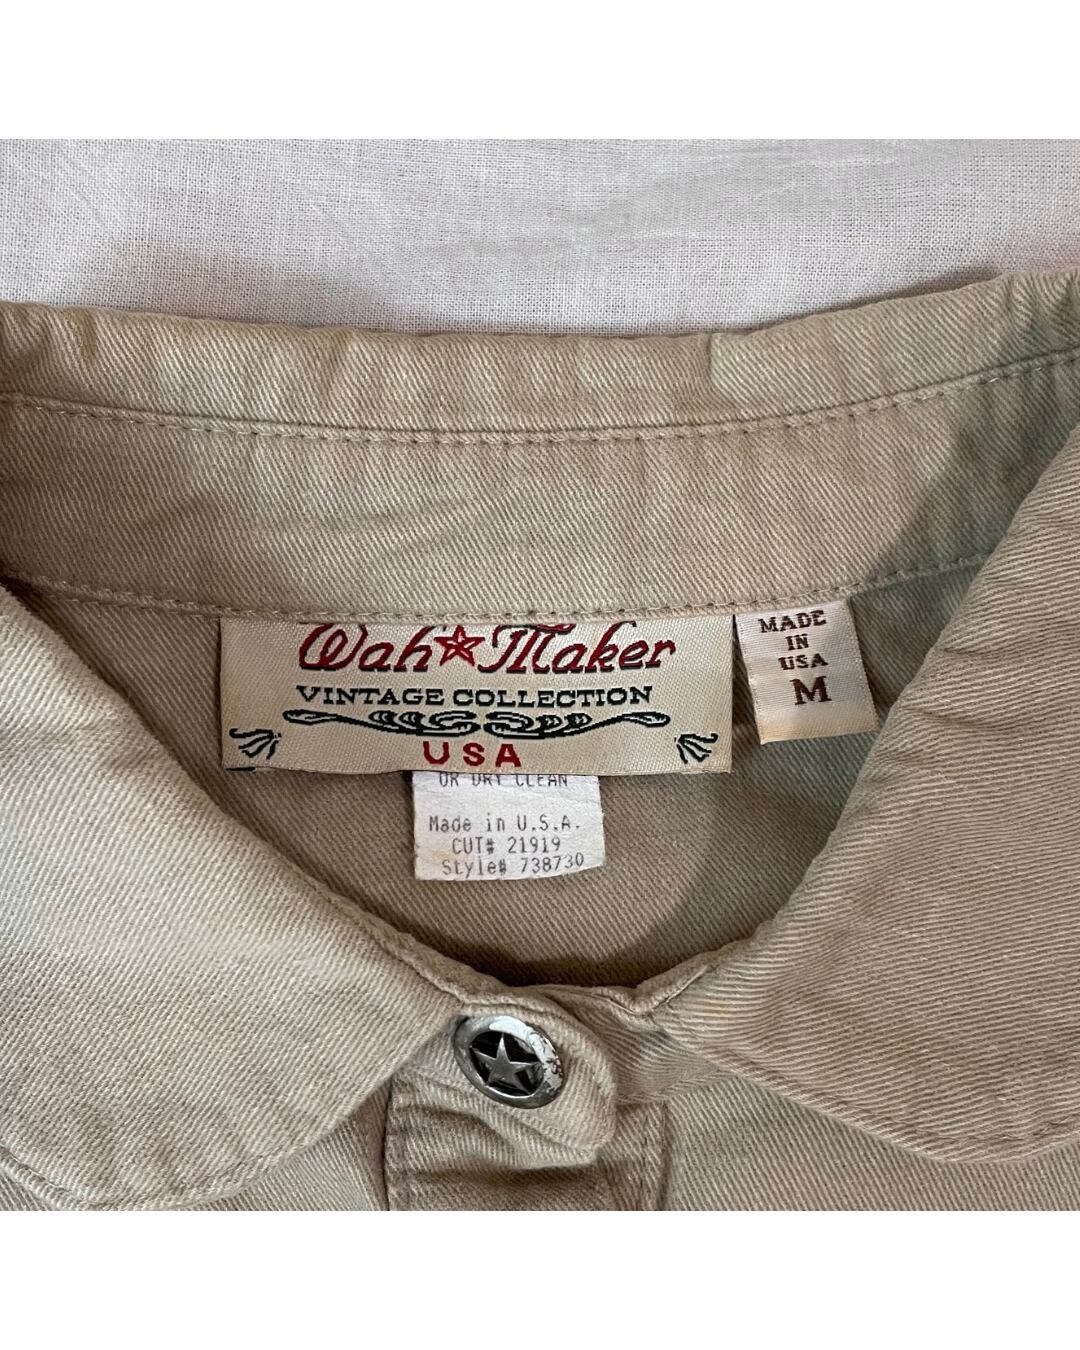 Wah Maker
VINTAGE COLLECTION
USA
MADE
IN
USA
M
OR DRY CLEAN
Made in U.S.A.
CUT# 21919
Style# 738730